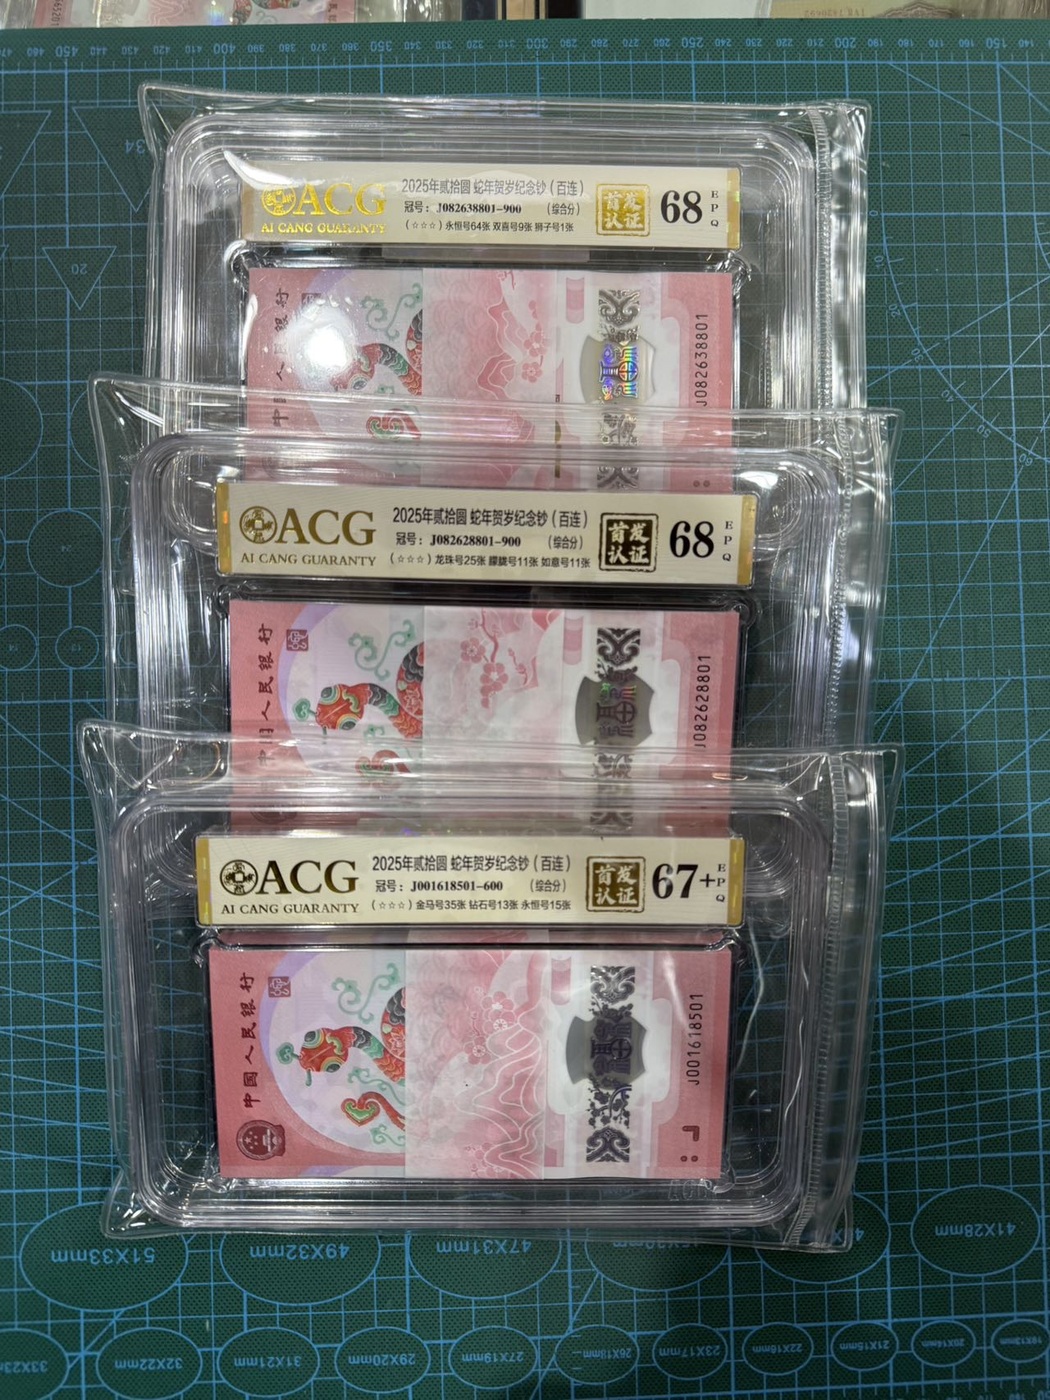 ACG
AI CANG GUARANTY
2025年贰拾圆 蛇年贺岁纪念钞（百连）
冠号：J082638801-900 （综合分）
（☆☆☆）永恒号64张 双喜号9张 狮子号1张
首发
认证
68
EPQ
J082638801
ACG
AI CANG GUARANTY
2025年贰拾圆 蛇年贺岁纪念钞（百连）
冠号：J082628801-900 （综合分）
（☆☆☆）龙珠号25张 朦胧号11张 如意号11张
首发
认证
68
EPQ
中国人民银行
J082628801
ACG
AI CANG GUARANTY
2025年贰拾圆 蛇年贺岁纪念钞（百连）
冠号：J001618501-600 （综合分）
（☆☆☆）金马号35张 钻石号13张 永恒号15张
首发
认证
67+
EPQ
中国人民银行
J001618501
51X33mm
49X32mm
47X31mm
41X28mm
32X22mm
31X21mm
29X20mm
27X19mm
26X18mm
23X17mm
22X16mm
21X15mm